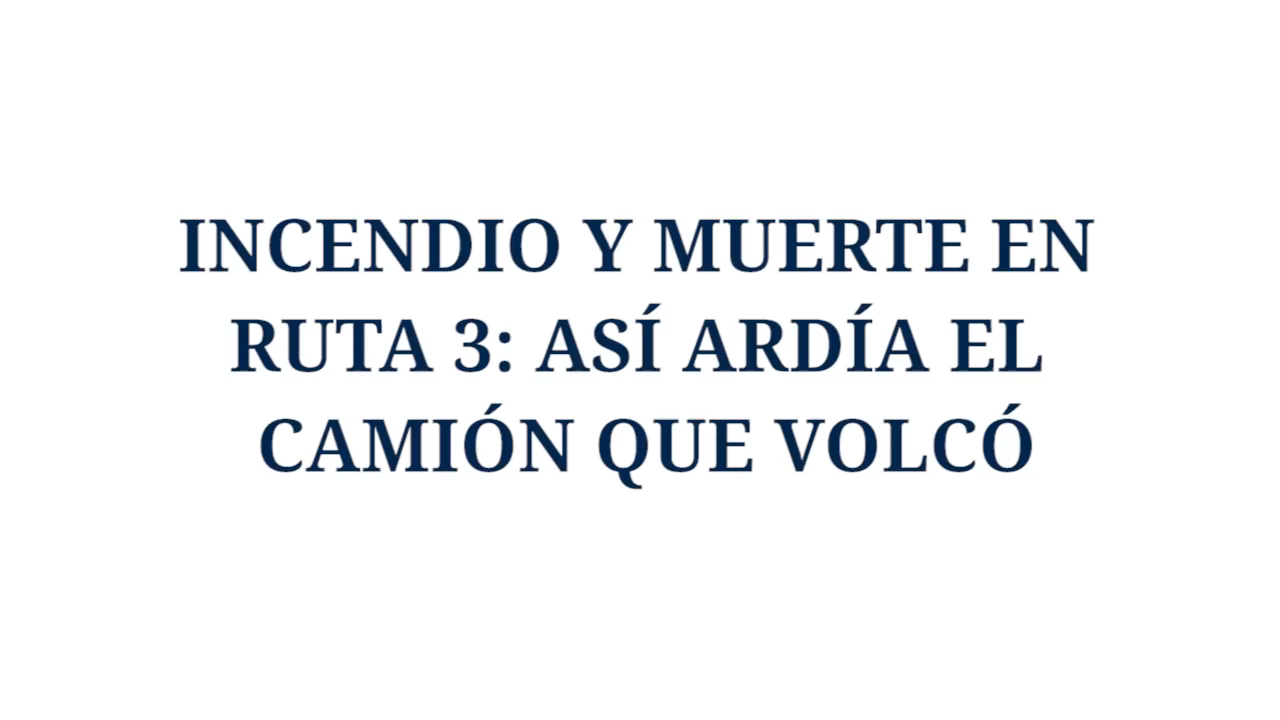 INCENDIO Y MUERTE EN
RUTA 3: ASÍ ARDÍA EL
CAMIÓN QUE VOLCÓ